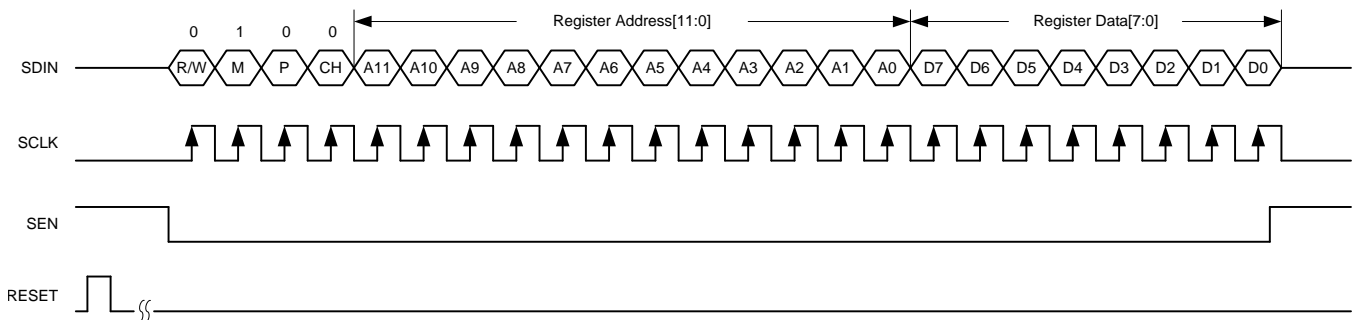 0 1 0 0 Register Address[11:0] Register Data[7:0]
SDIN R/W M P CH A11 A10 A9 A8 A7 A6 A5 A4 A3 A2 A1 A0 D7 D6 D5 D4 D3 D2 D1 D0
SCLK
SEN
RESET